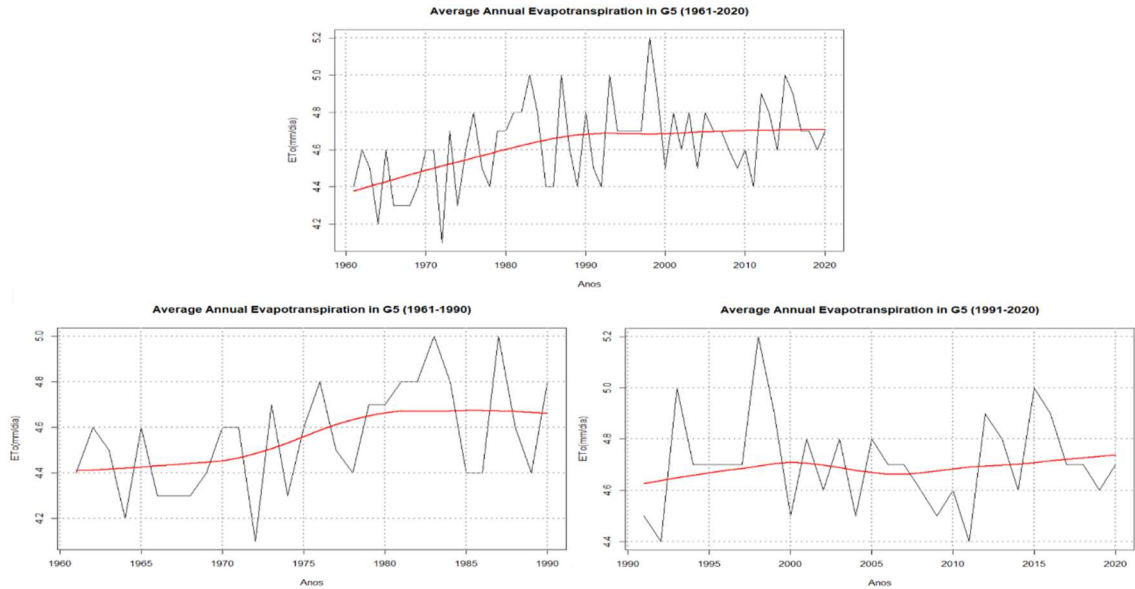 Average Annual Evapotranspiration in G5 (1961-2020)
ETo(mm/dia)
5.2
5.0
4.8
4.6
4.4
4.2
1960 1970 1980 1990 2000 2010 2020
Anos
Average Annual Evapotranspiration in G5 (1961-1990)
ETo(mm/dia)
5.0
4.8
4.6
4.4
4.2
1960 1965 1970 1975 1980 1985 1990
Anos
Average Annual Evapotranspiration in G5 (1991-2020)
ETo(mm/dia)
5.2
5.0
4.8
4.6
4.4
1990 1995 2000 2005 2010 2015 2020
Anos